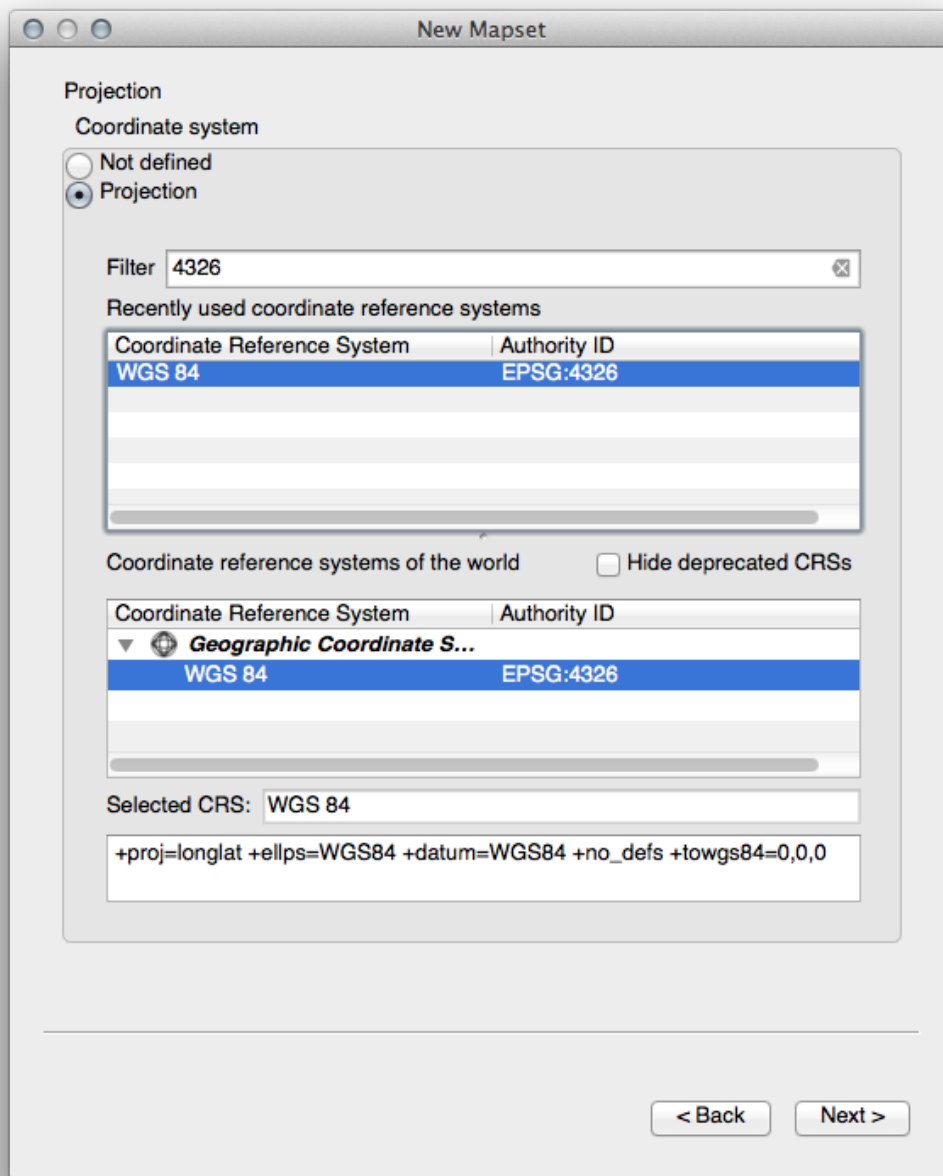 New Mapset
Projection
Coordinate system
Not defined
Projection
Filter 4326
Recently used coordinate reference systems
Coordinate Reference System Authority ID
WGS 84 EPSG:4326
Coordinate reference systems of the world Hide deprecated CRSs
Coordinate Reference System Authority ID
Geographic Coordinate S...
WGS 84 EPSG:4326
Selected CRS: WGS 84
+proj=longlat +ellps=WGS84 +datum=WGS84 +no_defs +towgs84=0,0,0
< Back Next >